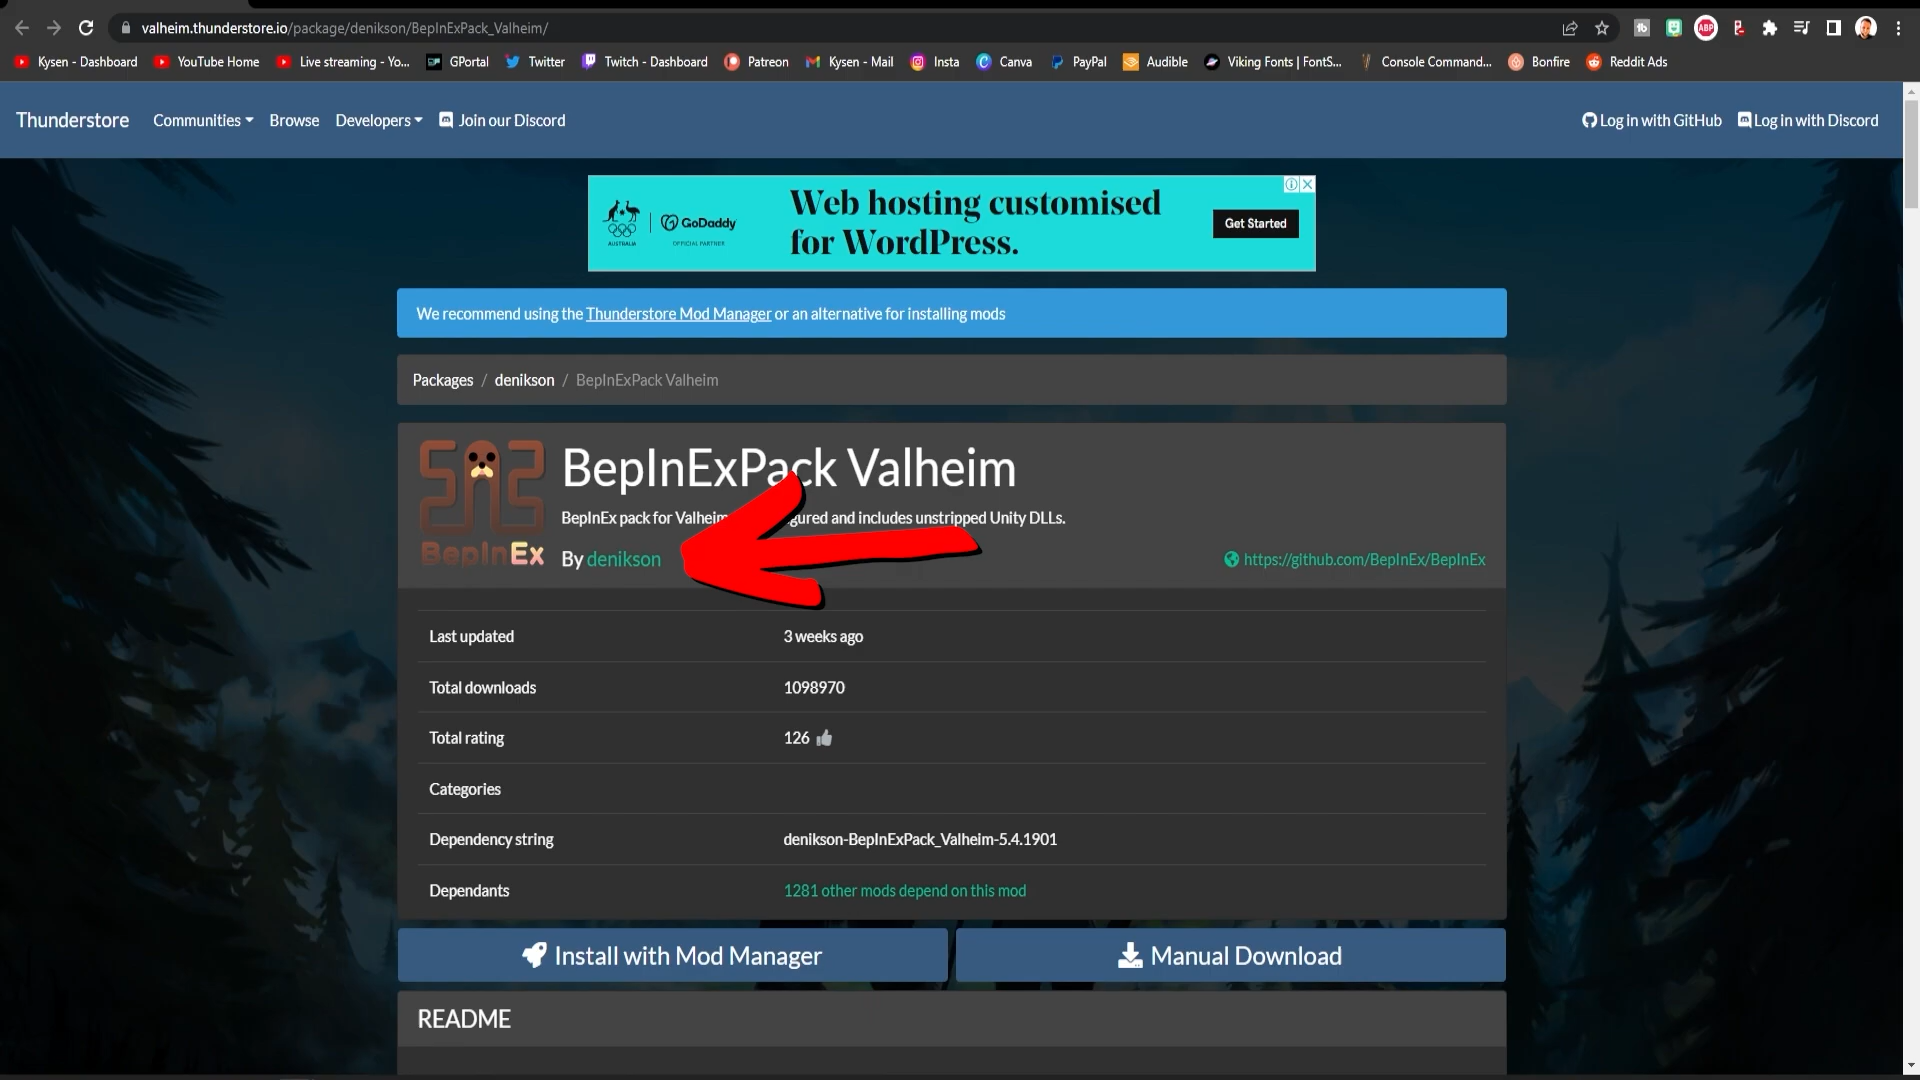 valheim.thunderstore.io/package/denikson/BepInExPack_Valheim/
Kysen - Dashboard YouTube Home Live streaming - Yo... GPortal Twitter Twitch - Dashboard Patreon Kysen - Mail Insta Canva PayPal Audible Viking Fonts | FontS... Console Command... Bonfire Reddit Ads
Thunderstore Communities Browse Developers Join our Discord Log in with GitHub Log in with Discord
AUSTRALIA
GoDaddy
OFFICIAL PARTNER
Web hosting customised
for WordPress.
Get Started
We recommend using the Thunderstore Mod Manager or an alternative for installing mods
Packages / denikson / BepInExPack Valheim
BepInEx
BepInExPack Valheim
BepInEx pack for Valheim gured and includes unstripped Unity DLLs.
By denikson
https://github.com/BepInEx/BepInEx
Last updated 3 weeks ago
Total downloads 1098970
Total rating 126
Categories
Dependency string denikson-BepInExPack_Valheim-5.4.1901
Dependants 1281 other mods depend on this mod
Install with Mod Manager Manual Download
README